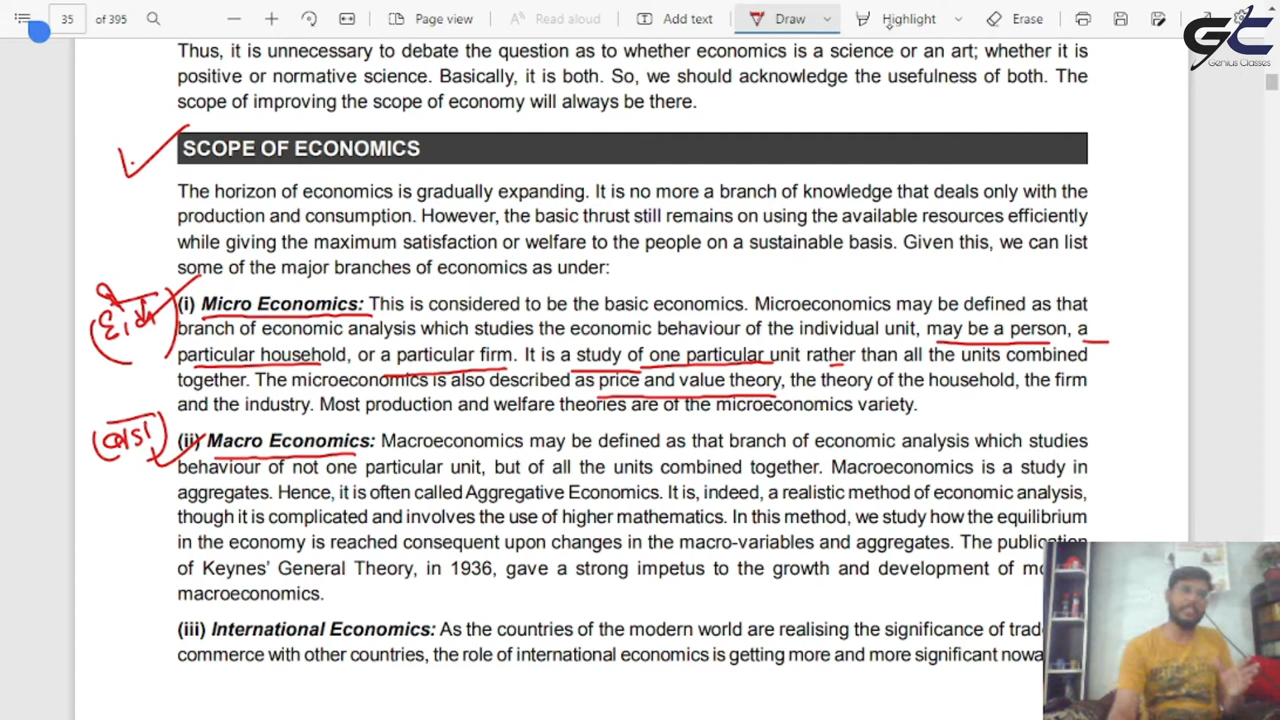 35 of 395 Page view Read aloud Add text Draw Highlight Erase
GC
Genius Classes
Thus, it is unnecessary to debate the question as to whether economics is a science or an art; whether it is
positive or normative science. Basically, it is both. So, we should acknowledge the usefulness of both. The
scope of improving the scope of economy will always be there.
SCOPE OF ECONOMICS
The horizon of economics is gradually expanding. It is no more a branch of knowledge that deals only with the
production and consumption. However, the basic thrust still remains on using the available resources efficiently
while giving the maximum satisfaction or welfare to the people on a sustainable basis. Given this, we can list
some of the major branches of economics as under:
(i) Micro Economics: This is considered to be the basic economics. Microeconomics may be defined as that
branch of economic analysis which studies the economic behaviour of the individual unit, may be a person, a
particular household, or a particular firm. It is a study of one particular unit rather than all the units combined
together. The microeconomics is also described as price and value theory, the theory of the household, the firm
and the industry. Most production and welfare theories are of the microeconomics variety.
(ii) Macro Economics: Macroeconomics may be defined as that branch of economic analysis which studies
behaviour of not one particular unit, but of all the units combined together. Macroeconomics is a study in
aggregates. Hence, it is often called Aggregative Economics. It is, indeed, a realistic method of economic analysis,
though it is complicated and involves the use of higher mathematics. In this method, we study how the equilibrium
in the economy is reached consequent upon changes in the macro-variables and aggregates. The
of Keynes' General Theory, in 1936, gave a strong impetus to the growth and development of
macroeconomics.
(iii) International Economics: As the countries of the modern world are realising the significance of
commerce with other countries, the role of international economics is getting more and more significant